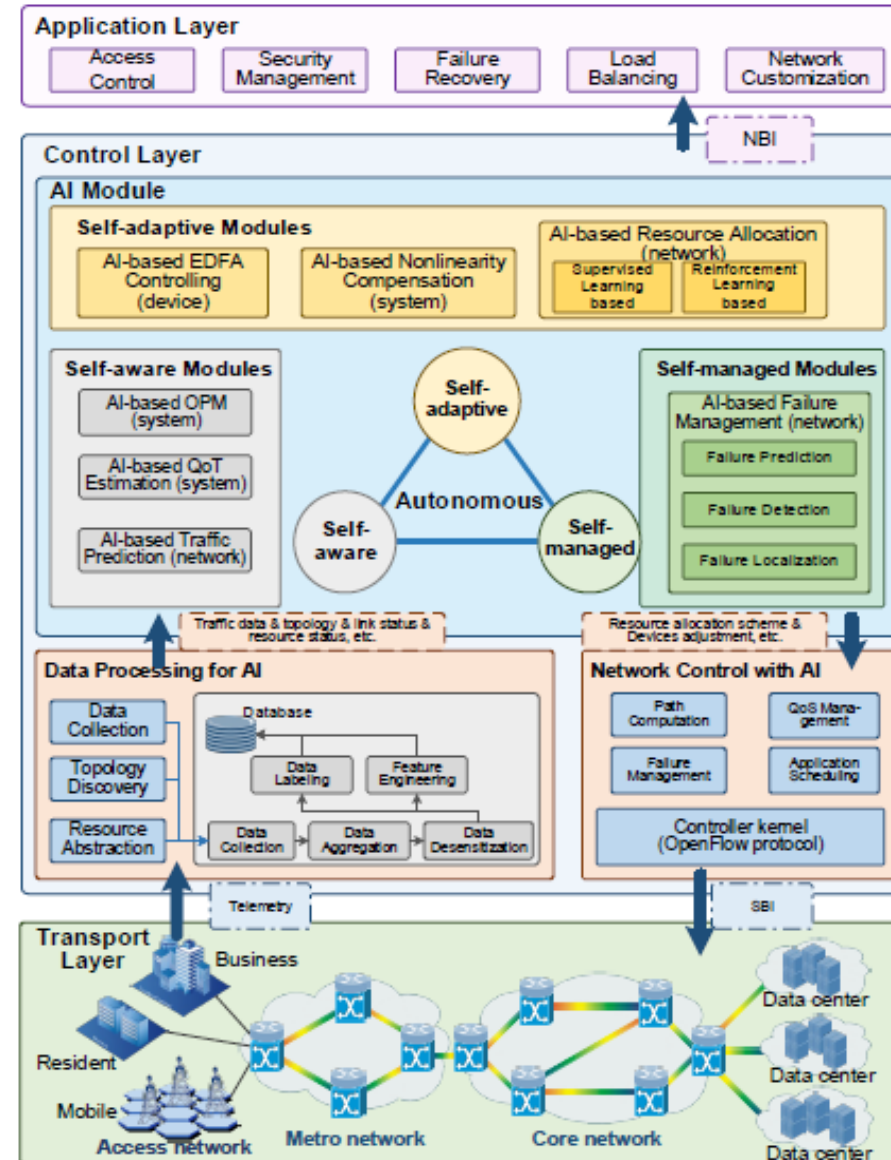 Application Layer
Access
Control
Security
Management
Failure
Recovery
Load
Balancing
Network
Customization
NBI
Control Layer
AI Module
Self-adaptive Modules
AI-based EDFA
Controlling
(device)
AI-based Nonlinearity
Compensation
(system)
AI-based Resource Allocation
(network)
Supervised
Learning
based
Reinforcement
Learning
based
Self-aware Modules
AI-based OPM
(system)
AI-based QoT
Estimation (system)
AI-based Traffic
Prediction (network)
Self-
adaptive
Autonomous
Self-
aware
Self-
managed
Self-managed Modules
AI-based Failure
Management (network)
Failure Prediction
Failure Detection
Failure Localization
Traffic data & topology & link status &
resource status, etc.
Resource allocation scheme &
Devices adjustment, etc.
Data Processing for AI
Data
Collection
Topology
Discovery
Resource
Abstraction
Database
Data
Labeling
Feature
Engineering
Data
Collection
Data
Aggregation
Data
Desensitization
Network Control with AI
Path
Computation
QoS Mana-
gement
Failure
Management
Application
Scheduling
Controller kernel
(OpenFlow protocol)
Telemetry
SBI
Transport
Layer
Business
Resident
Mobile
Access network
Metro network
Core network
Data center
Data center
Data center